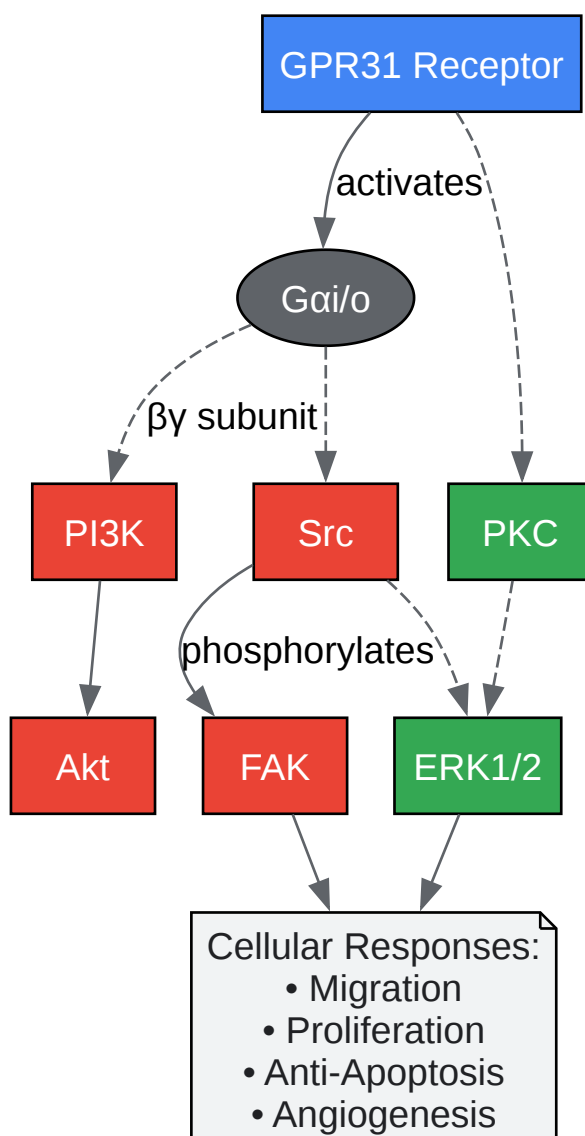 GPR31 Receptor
activates
Gαi/o
βγ subunit
PI3K
Src
PKC
phosphorylates
Akt
FAK
ERK1/2
Cellular Responses:
• Migration
• Proliferation
• Anti-Apoptosis
• Angiogenesis